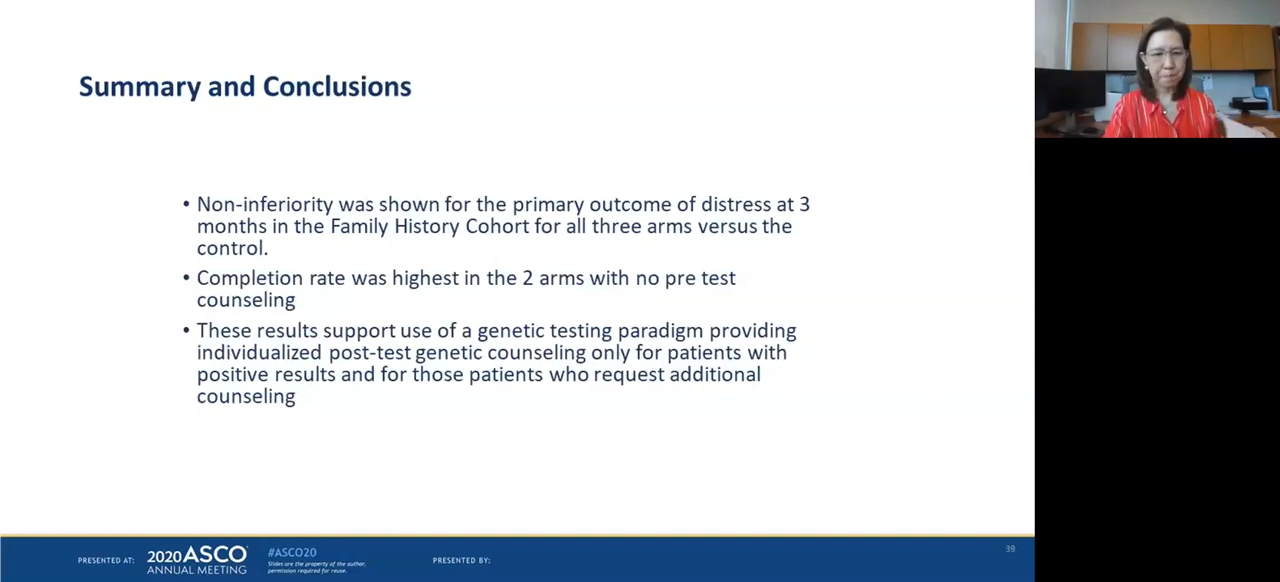 Summary and Conclusions
• Non-inferiority was shown for the primary outcome of distress at 3
months in the Family History Cohort for all three arms versus the
control.
• Completion rate was highest in the 2 arms with no pre test
counseling
• These results support use of a genetic testing paradigm providing
individualized post-test genetic counseling only for patients with
positive results and for those patients who request additional
counseling
PRESENTED AT:
2020 ASCO
ANNUAL MEETING
#ASCO20
Slides are the property of the author,
permission required for reuse.
PRESENTED BY:
39